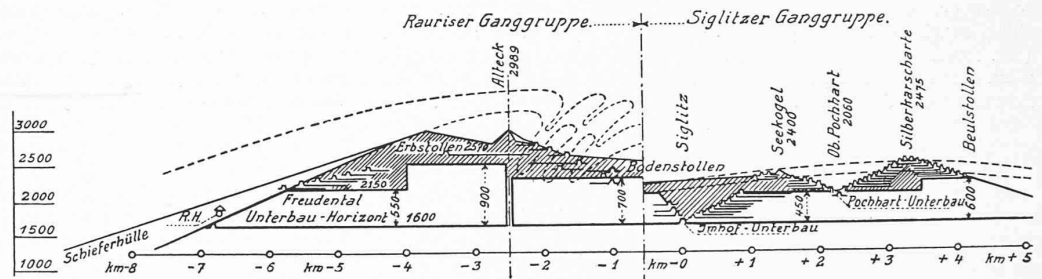 Rauriser Ganggruppe.
Siglitzer Ganggruppe.
Alteck
2989
Siglitz
Seekogel
2400
Ob. Pochhart
2060
Silberkarscharte
2475
Beulstollen
3000
2500
2000
1500
1000
Erbstollen 2510
Bodenstollen
2150
Freudental
550
900
700
450
600
Pochhart-Unterbau
R.H.
Unterbau-Horizont 1600
Imhof-Unterbau
Schieferhülle
km-8
-7
-6
km-5
-4
-3
-2
-1
km-0
+1
+2
+3
+4
km+5